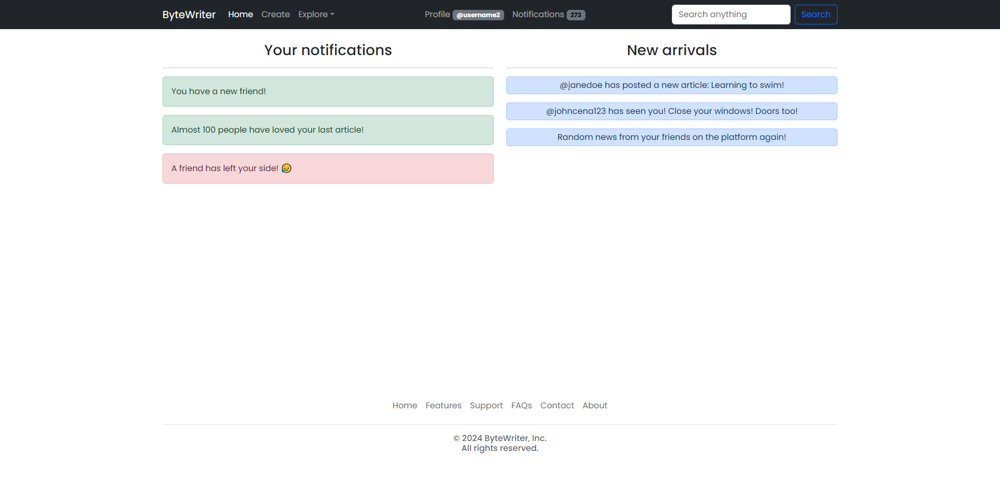 ByteWriter Home Create Explore Profile @username2 Notifications 273 Search anything Search
Your notifications
You have a new friend!
Almost 100 people have loved your last article!
A friend has left your side! 😥
New arrivals
@janedoe has posted a new article: Learning to swim!
@johncena123 has seen you! Close your windows! Doors too!
Random news from your friends on the platform again!
Home Features Support FAQs Contact About
© 2024 ByteWriter, Inc.
All rights reserved.